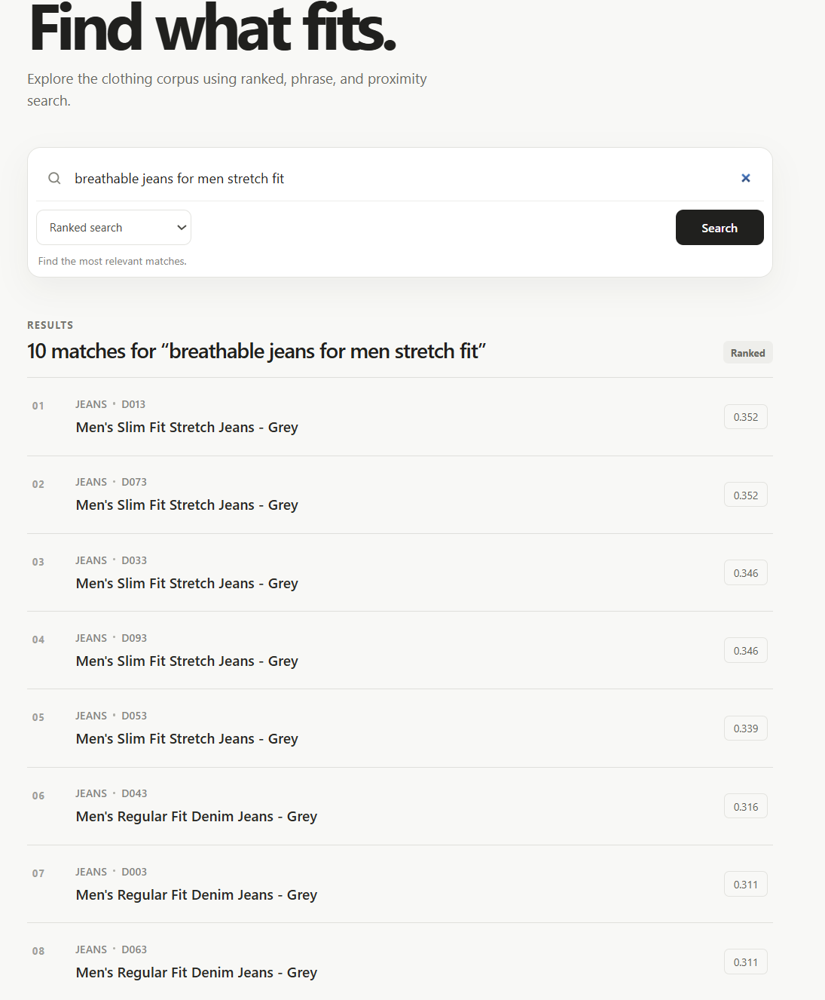 Find what fits.
Explore the clothing corpus using ranked, phrase, and proximity
search.
breathable jeans for men stretch fit
×
Ranked search
Search
Find the most relevant matches.
RESULTS
10 matches for “breathable jeans for men stretch fit”
Ranked
01
JEANS • D013
Men's Slim Fit Stretch Jeans - Grey
0.352
02
JEANS • D073
Men's Slim Fit Stretch Jeans - Grey
0.352
03
JEANS • D033
Men's Slim Fit Stretch Jeans - Grey
0.346
04
JEANS • D093
Men's Slim Fit Stretch Jeans - Grey
0.346
05
JEANS • D053
Men's Slim Fit Stretch Jeans - Grey
0.339
06
JEANS • D043
Men's Regular Fit Denim Jeans - Grey
0.316
07
JEANS • D003
Men's Regular Fit Denim Jeans - Grey
0.311
08
JEANS • D063
Men's Regular Fit Denim Jeans - Grey
0.311